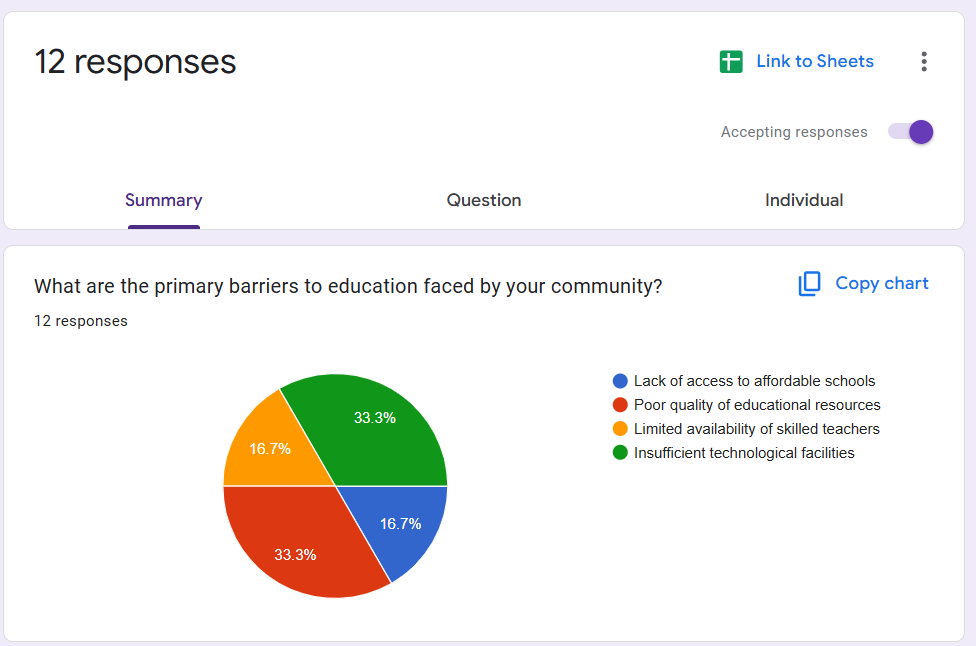 12 responses
Link to Sheets
Accepting responses
Summary
Question
Individual
What are the primary barriers to education faced by your community?
Copy chart
12 responses
Lack of access to affordable schools
Poor quality of educational resources
Limited availability of skilled teachers
Insufficient technological facilities
33.3%
16.7%
16.7%
33.3%